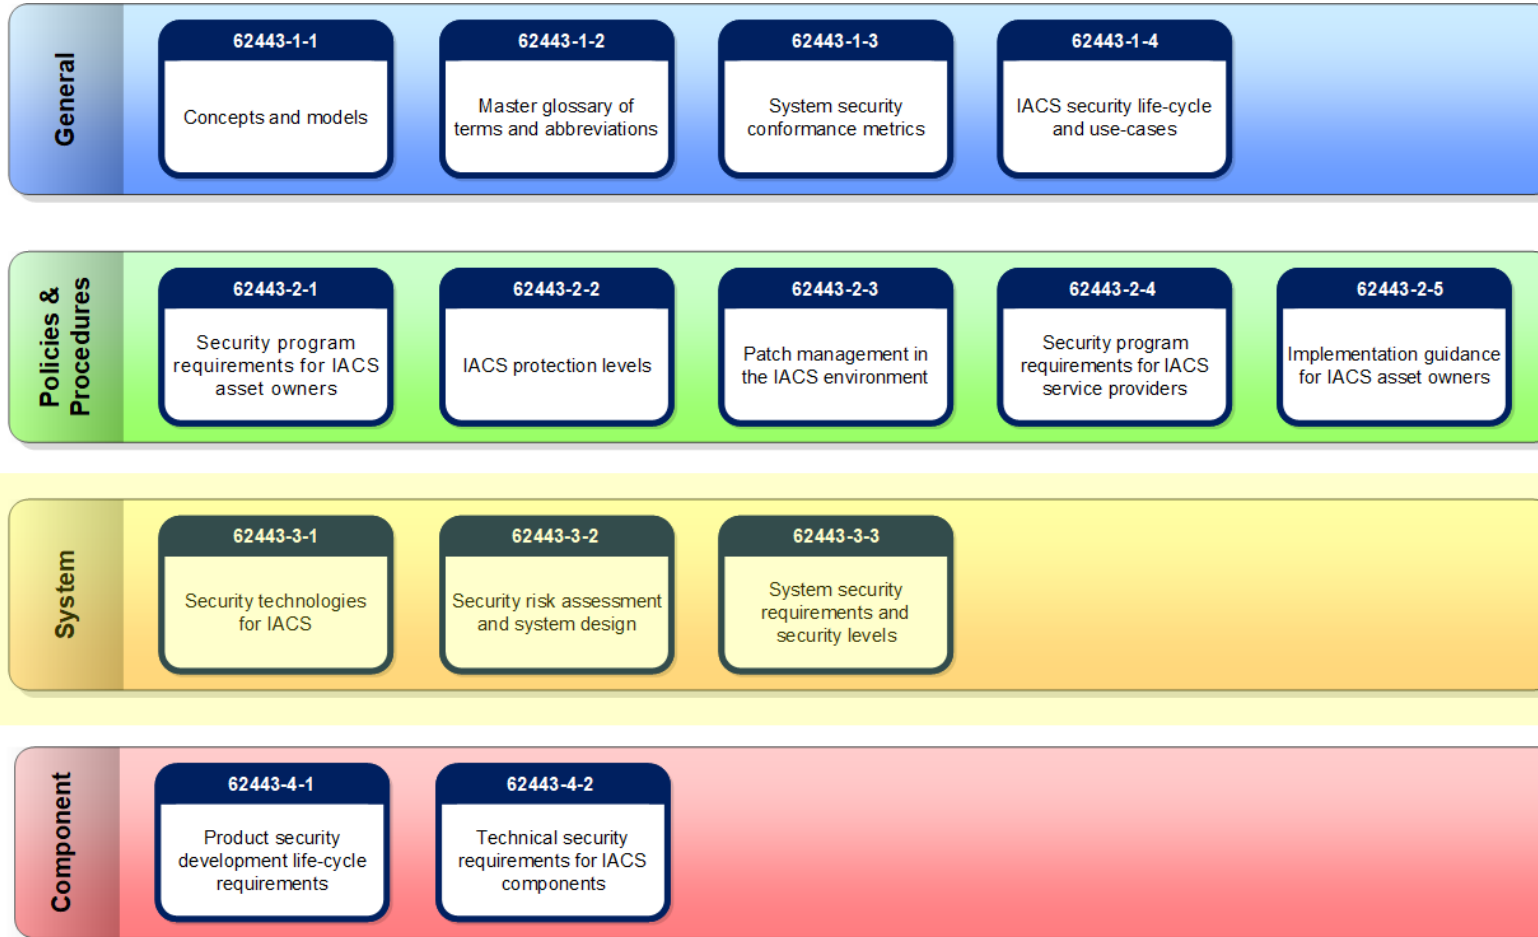 General
62443-1-1
Concepts and models
62443-1-2
Master glossary of
terms and abbreviations
62443-1-3
System security
conformance metrics
62443-1-4
IACS security life-cycle
and use-cases
Policies &
Procedures
62443-2-1
Security program
requirements for IACS
asset owners
62443-2-2
IACS protection levels
62443-2-3
Patch management in
the IACS environment
62443-2-4
Security program
requirements for IACS
service providers
62443-2-5
Implementation guidance
for IACS asset owners
System
62443-3-1
Security technologies
for IACS
62443-3-2
Security risk assessment
and system design
62443-3-3
System security
requirements and
security levels
Component
62443-4-1
Product security
development life-cycle
requirements
62443-4-2
Technical security
requirements for IACS
components